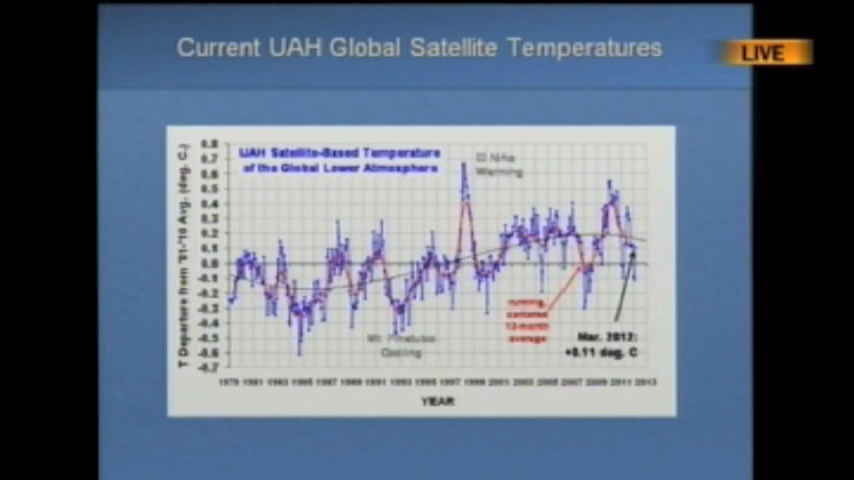 Current UAH Global Satellite Temperatures
LIVE
UAH Satellite-Based Temperature
of the Global Lower Atmosphere
El Niño
Warming
T Departure from '81-'10 Avg. (deg. C.)
0.8
0.7
0.6
0.5
0.4
0.3
0.2
0.1
0.0
-0.1
-0.2
-0.3
-0.4
-0.5
-0.6
-0.7
running,
centered
13-month
average
Mar. 2012:
+0.11 deg. C
Mt. Pinatubo
Cooling
1979 1981 1983 1985 1987 1989 1991 1993 1995 1997 1999 2001 2003 2005 2007 2009 2011 2013
YEAR